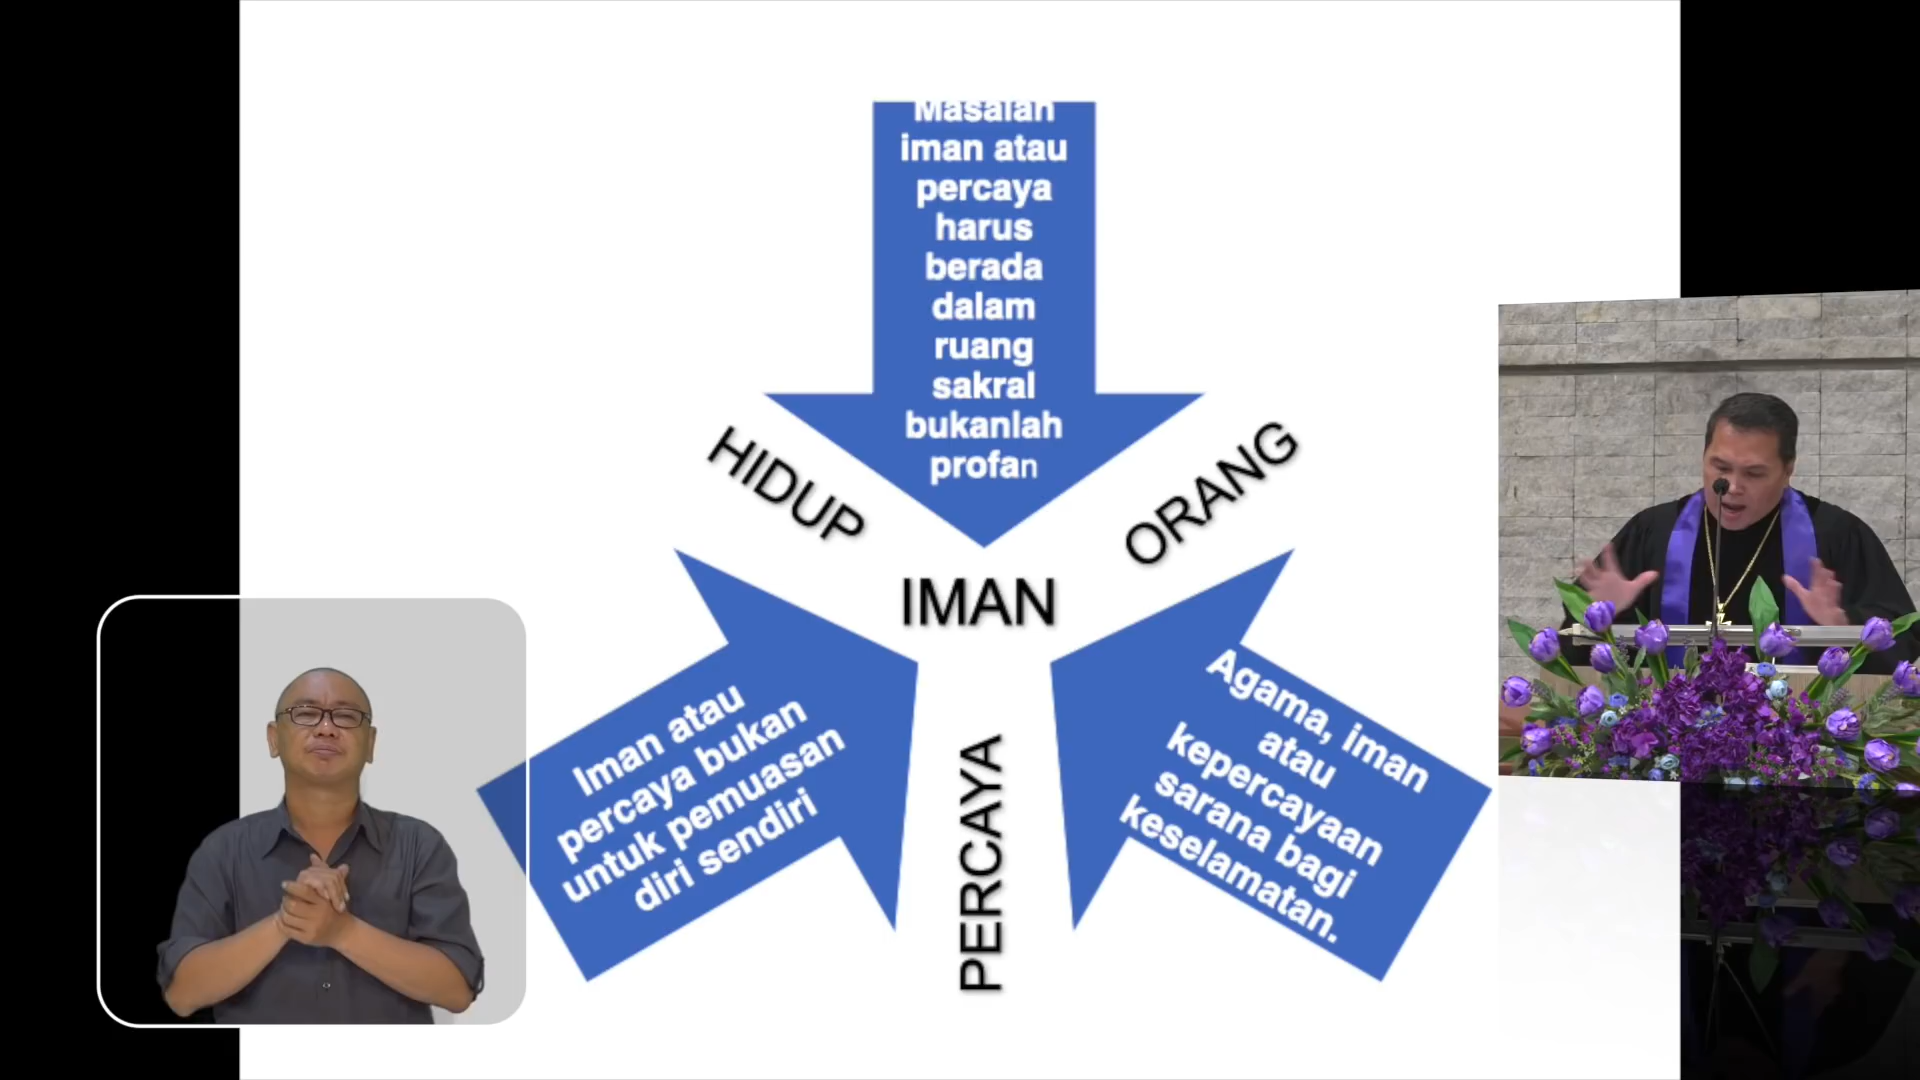 Masalah
iman atau
percaya
harus
berada
dalam
ruang
sakral
bukanlah
profan
HIDUP
ORANG
IMAN
Iman atau
percaya bukan
untuk pemuasan
diri sendiri
PERCAYA
Agama, iman
atau
kepercayaan
sarana bagi
keselamatan.